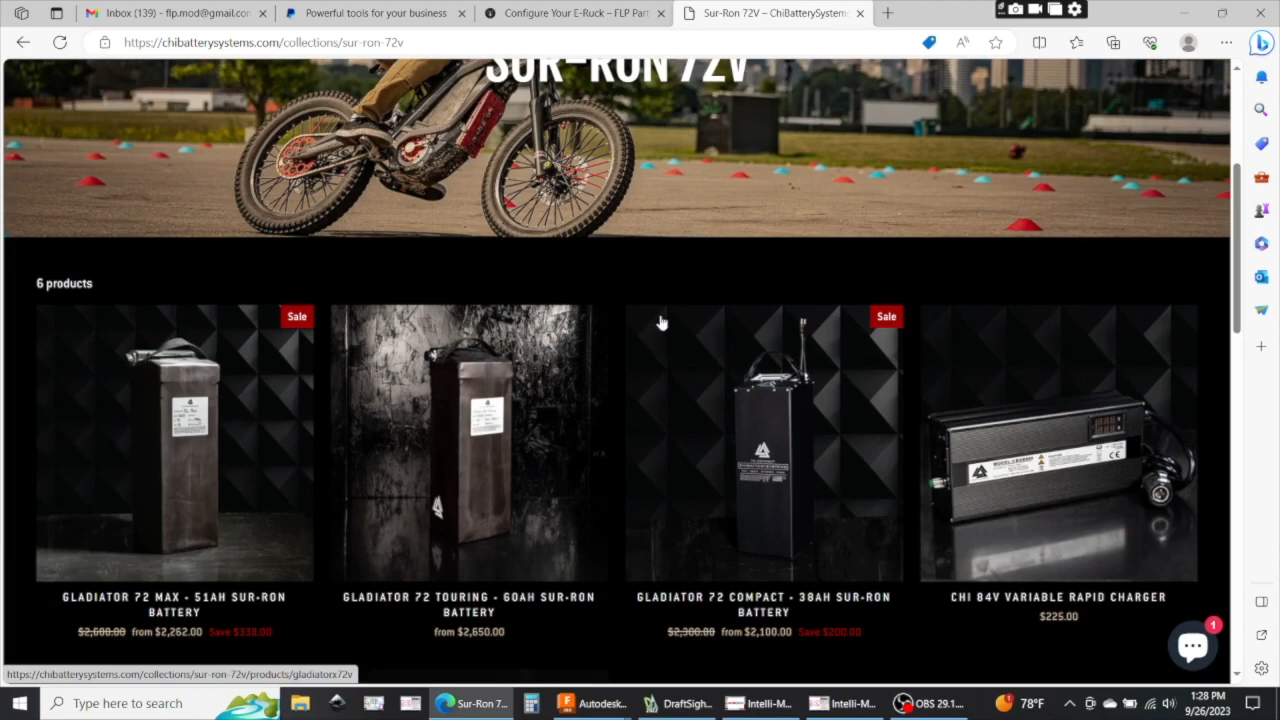 Inbox (139) - flp.mod@gmail.con
Powerful tools for your business
Configure Your E-Ruck – FLP Part
Sur-Ron 72V – ChiBatterySystem
https://chibatterysystems.com/collections/sur-ron-72v
SUR-RON 72V
6 products
Sale
Sale
GLADIATOR 72 MAX - 51AH SUR-RON
BATTERY
$2,600.00 from $2,262.00 Save $338.00
GLADIATOR 72 TOURING - 60AH SUR-RON
BATTERY
from $2,650.00
GLADIATOR 72 COMPACT - 38AH SUR-RON
BATTERY
$2,300.00 from $2,100.00 Save $200.00
CHI 84V VARIABLE RAPID CHARGER
$225.00
1
https://chibatterysystems.com/collections/sur-ron-72v/products/gladiatorx72v
Type here to search
Sur-Ron 7...
Autodesk...
DraftSigh...
Intelli-M...
Intelli-M...
OBS 29.1....
1
78°F
1:28 PM
9/26/2023